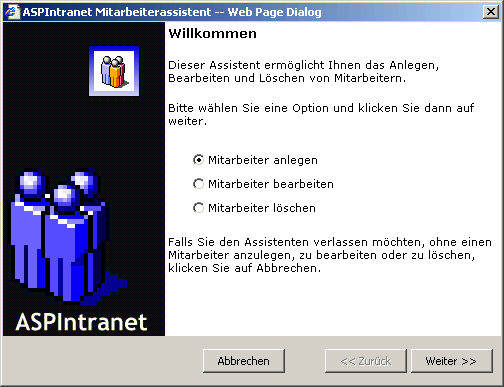 ASPIntranet Mitarbeiterassistent -- Web Page Dialog
Willkommen
Dieser Assistent ermöglicht Ihnen das Anlegen,
Bearbeiten und Löschen von Mitarbeitern.
Bitte wählen Sie eine Option und klicken Sie dann auf
weiter.
Mitarbeiter anlegen
Mitarbeiter bearbeiten
Mitarbeiter löschen
Falls Sie den Assistenten verlassen möchten, ohne einen
Mitarbeiter anzulegen, zu bearbeiten oder zu löschen,
klicken Sie auf Abbrechen.
ASPIntranet
Abbrechen
<< Zurück
Weiter >>